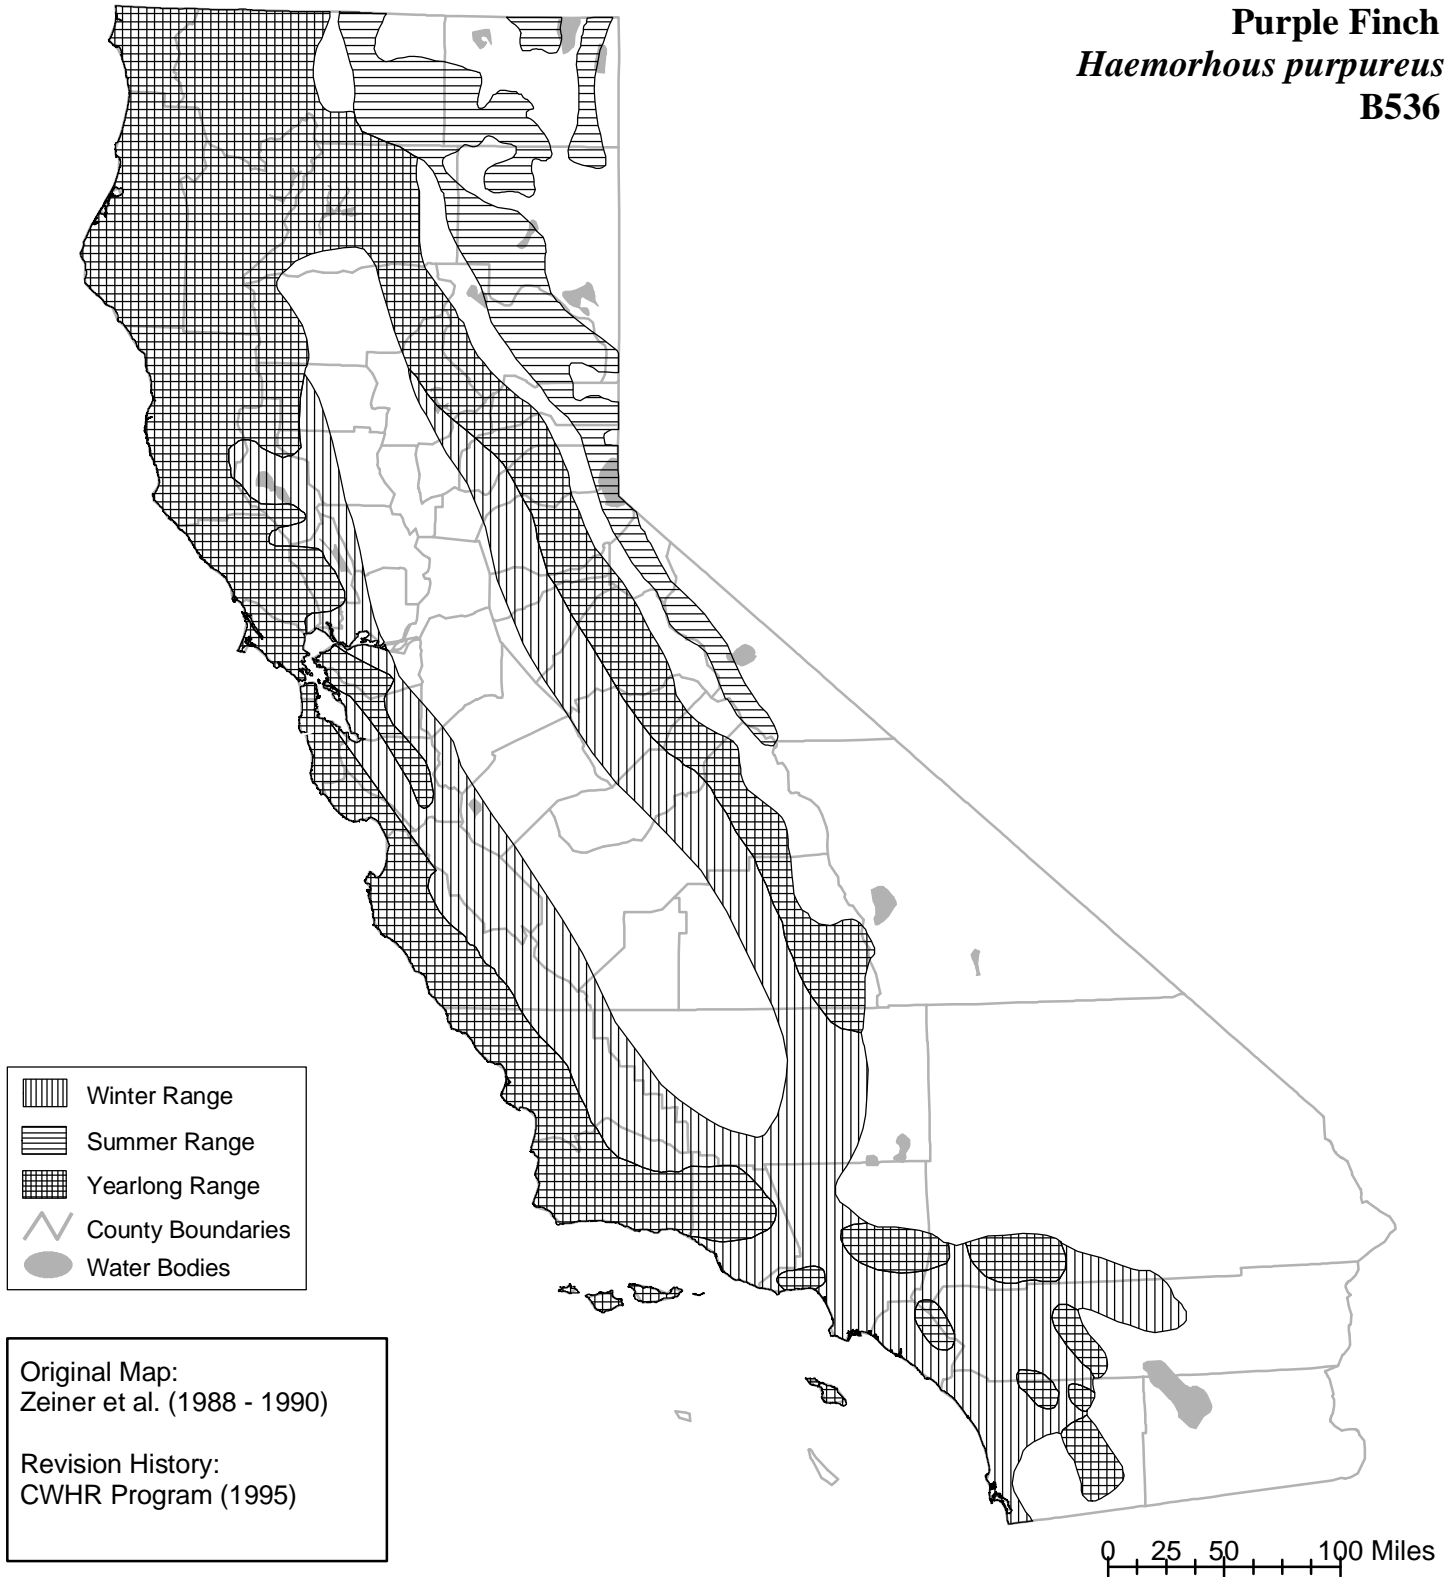 Purple Finch
Haemorhous purpureus
B536
Winter Range
Summer Range
Yearlong Range
County Boundaries
Water Bodies
Original Map:
Zeiner et al. (1988 - 1990)
Revision History:
CWHR Program (1995)
0 25 50 100 Miles